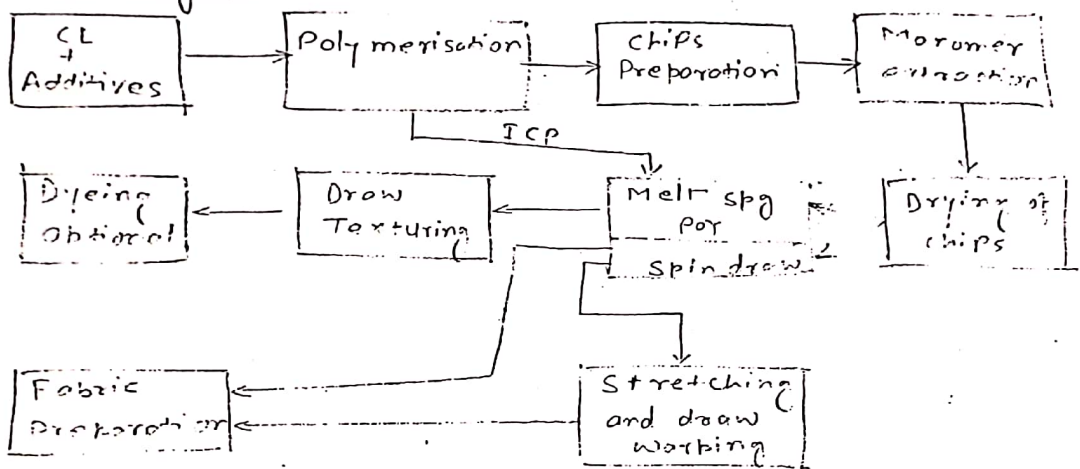 CL
+
Additives
Polymerisation
Chips
Preparation
Monomer
extraction
ICP
Dyeing
Optional
Draw
Texturing
Melt spg
POY
Spin draw
Drying of
chips
Fabric
Preparation
Stretching
and draw
warping